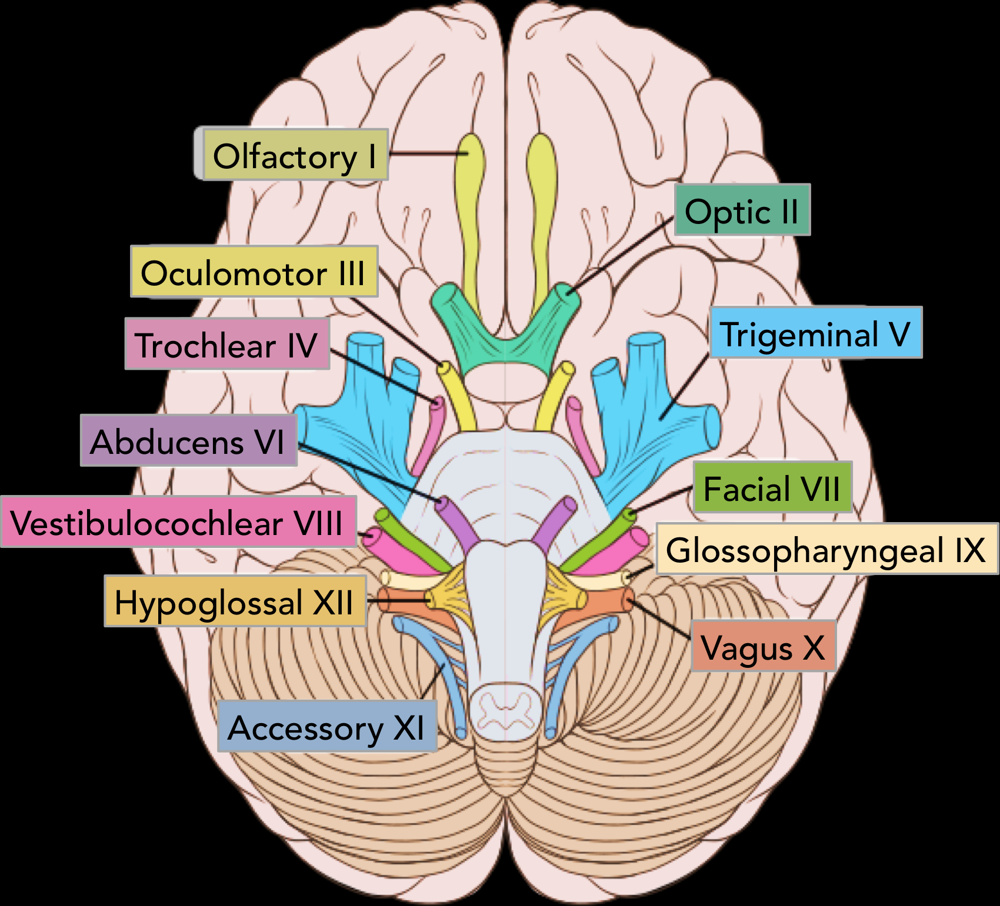 Olfactory I
Optic II
Oculomotor III
Trochlear IV
Trigeminal V
Abducens VI
Facial VII
Vestibulocochlear VIII
Glossopharyngeal IX
Hypoglossal XII
Vagus X
Accessory XI